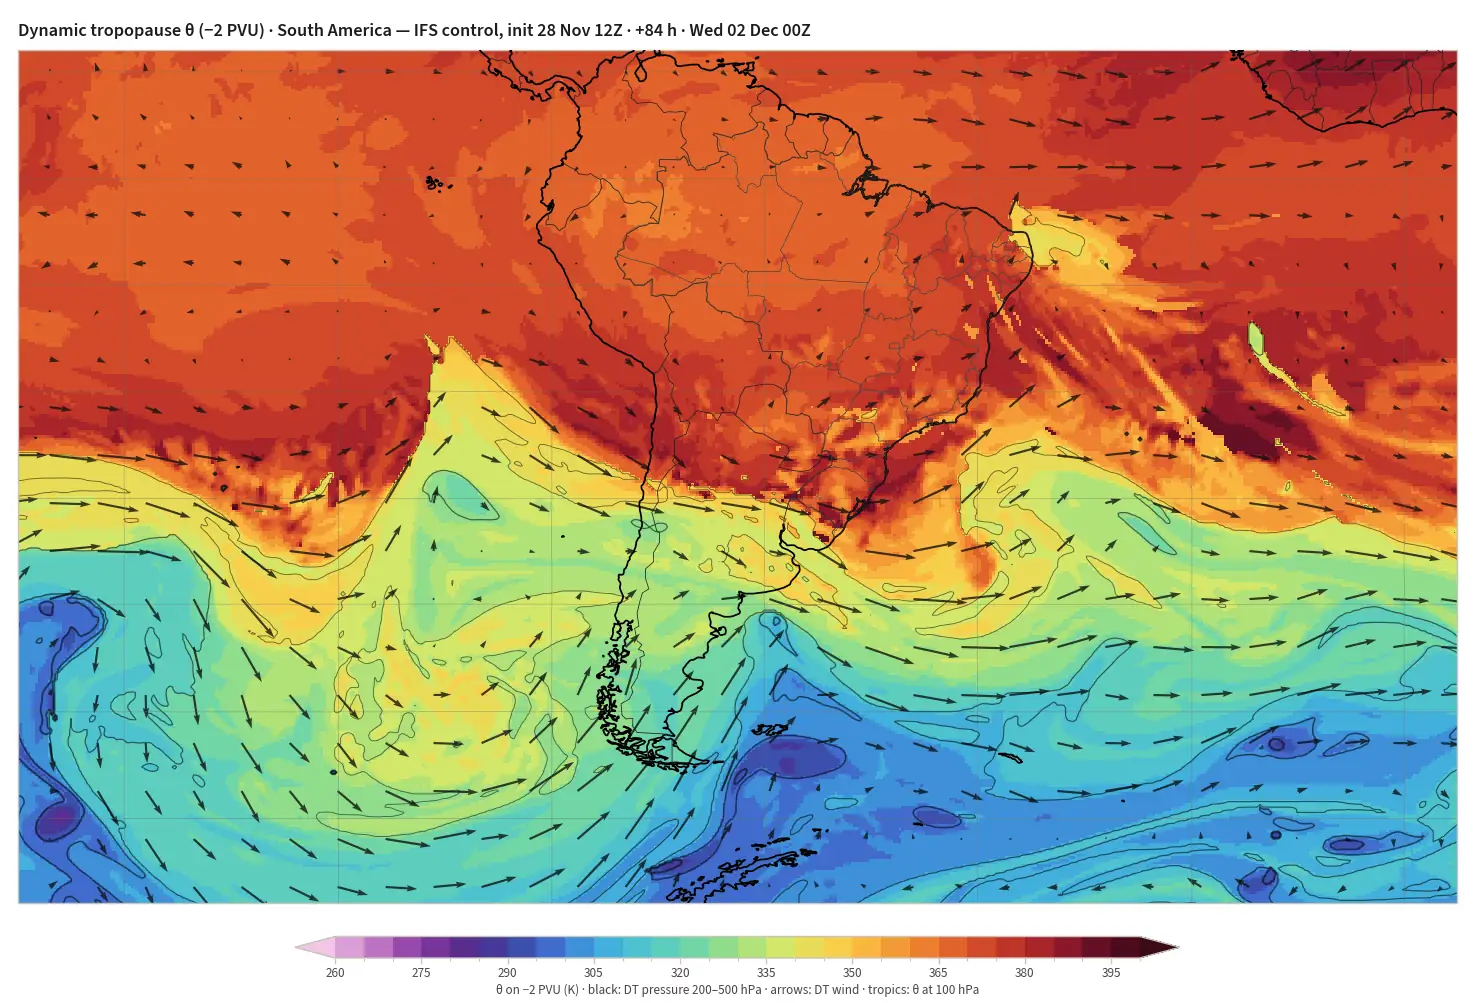 Dynamic tropopause θ (−2 PVU) · South America — IFS control, init 28 Nov 12Z · +84 h · Wed 02 Dec 00Z
260 275 290 305 320 335 350 365 380 395
θ on −2 PVU (K) · black: DT pressure 200–500 hPa · arrows: DT wind · tropics: θ at 100 hPa